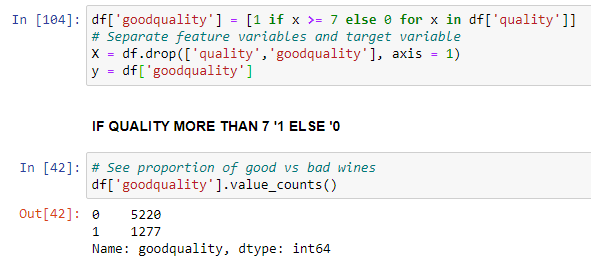 In [104]: df['goodquality'] = [1 if x >= 7 else 0 for x in df['quality']]
# Separate feature variables and target variable
X = df.drop(['quality','goodquality'], axis = 1)
y = df['goodquality']
IF QUALITY MORE THAN 7 '1 ELSE '0
In [42]: # See proportion of good vs bad wines
df['goodquality'].value_counts()
Out[42]: 0    5220
1    1277
Name: goodquality, dtype: int64